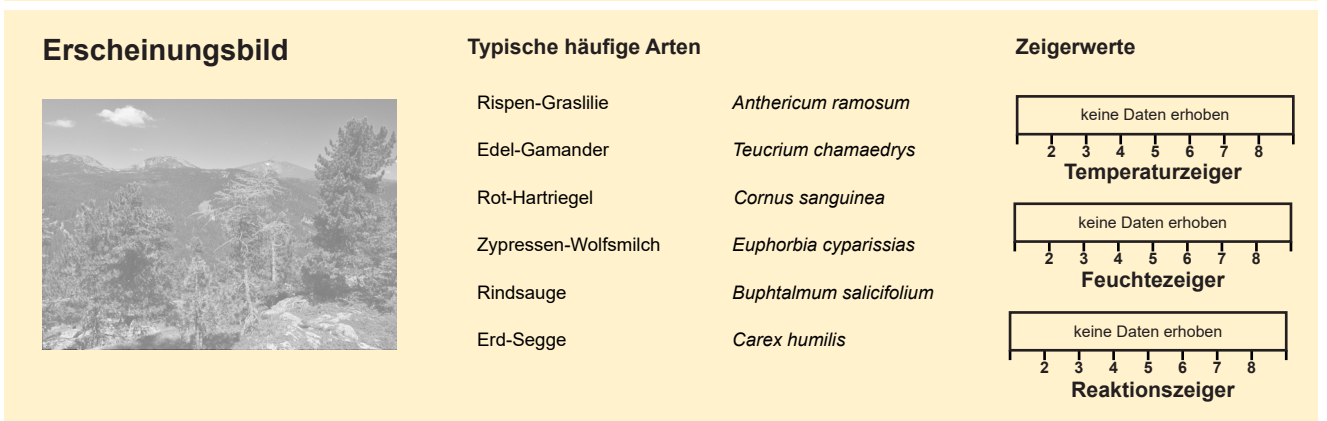 Erscheinungsbild
Typische häufige Arten
Rispen-Graslilie Anthericum ramosum
Edel-Gamander Teucrium chamaedrys
Rot-Hartriegel Cornus sanguinea
Zypressen-Wolfsmilch Euphorbia cyparissias
Rindsauge Buphtalmum salicifolium
Erd-Segge Carex humilis
Zeigerwerte
keine Daten erhoben
2 3 4 5 6 7 8
Temperaturzeiger
keine Daten erhoben
2 3 4 5 6 7 8
Feuchtezeiger
keine Daten erhoben
2 3 4 5 6 7 8
Reaktionszeiger